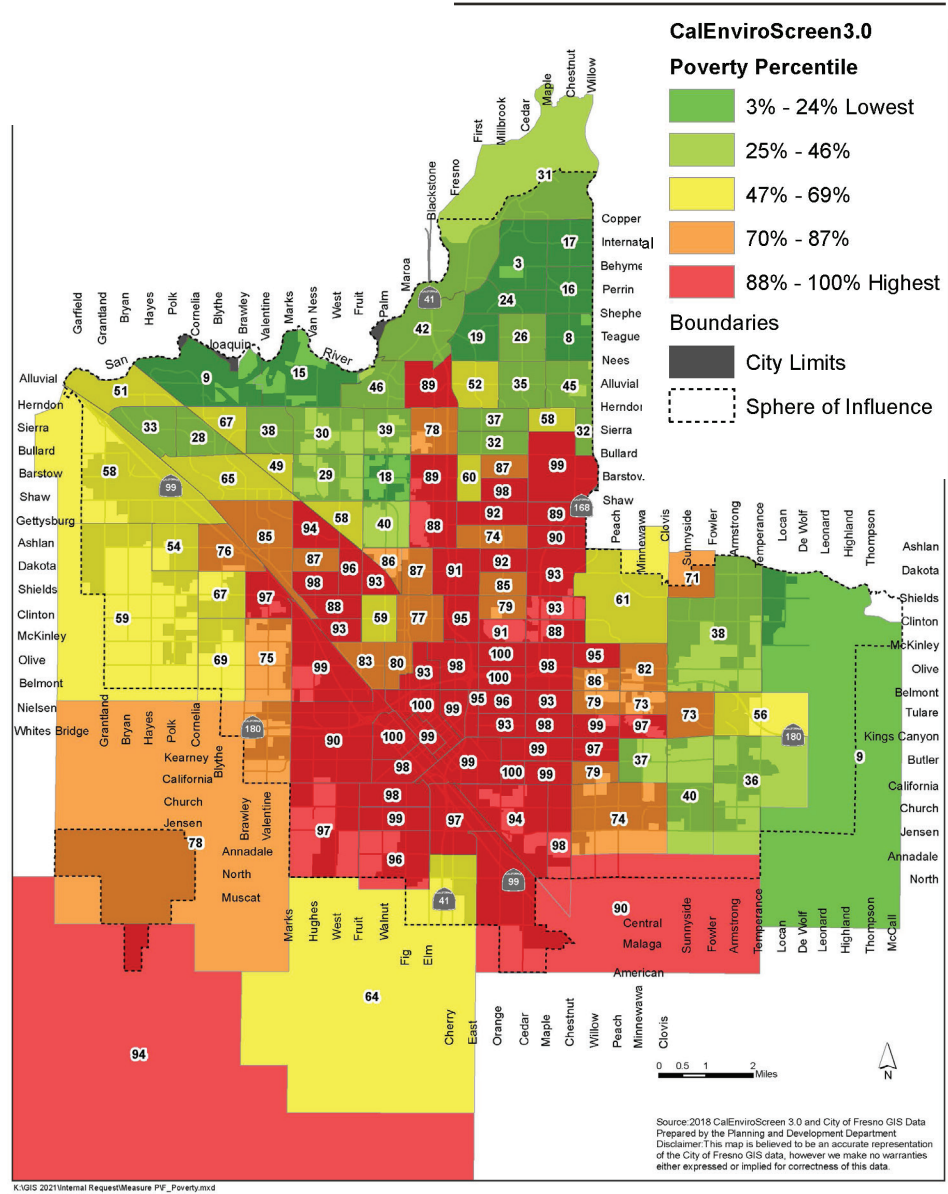 CalEnviroScreen3.0
Poverty Percentile
3% - 24% Lowest
25% - 46%
47% - 69%
70% - 87%
88% - 100% Highest
Boundaries
City Limits
Sphere of Influence
Blackstone
Fresno
First
Millbrook
Cedar
Maple
Chestnut
Willow
Garfield
Grantland
Bryan
Hayes
Polk
Cornelia
Blythe
Brawley
Valentine
Marks
Van Ness
West
Fruit
Palm
Maroa
San
Joaquin
River
Copper
Internat al
Behyme
Perrin
Shephe
Teague
Nees
Alluvial
Herndor
Sierra
Bullard
Barstov
Shaw
Alluvial
Herndon
Sierra
Bullard
Barstow
Shaw
Gettysburg
Ashlan
Dakota
Shields
Clinton
McKinley
Olive
Belmont
Nielsen
Whites Bridge
Peach
Minnewawa
Clovis
Sunnyside
Fowler
Armstrong
Temperance
Locan
De Wolf
Leonard
Highland
Thompson
Ashlan
Dakota
Shields
Clinton
McKinley
Olive
Belmont
Tulare
Kings Canyon
Butler
California
Church
Jensen
Annadale
North
31
17
3
16
24
41
42
19
26
8
9
15
46
89
52
35
45
51
33
28
67
38
30
39
78
37
58
32
32
58
99
65
49
29
18
89
60
87
99
98
94
58
40
88
92
89
168
54
76
85
87
96
86
87
91
74
90
92
98
93
93
71
67
97
88
59
77
95
85
79
93
61
59
93
91
88
38
69
75
99
83
80
93
98
100
98
95
82
100
86
100
99
95
96
93
79
73
73
56
180
90
100
99
93
98
99
97
180
98
99
99
97
37
9
100
99
79
36
98
40
97
99
97
94
74
78
96
98
41
99
90
64
94
Grantland
Bryan
Hayes
Polk
Cornelia
Blythe
Kearney
California
Church
Jensen
Brawley
Valentine
Annadale
North
Muscat
Marks
Hughes
West
Fruit
Walnut
Fig
Elm
Cherry
East
Orange
Cedar
Maple
Chestnut
Willow
Peach
Minnewawa
Clovis
Central
Malaga
American
Sunnyside
Fowler
Armstrong
Temperance
Locan
De Wolf
Leonard
Highland
Thompson
McCall
0 0.5 1 2
Miles
N
Source:2018 CalEnviroScreen 3.0 and City of Fresno GIS Data
Prepared by the Planning and Development Department
Disclaimer:This map is believed to be an accurate representation
of the City of Fresno GIS data, however we make no warranties
either expressed or implied for correctness of this data.
K:\GIS 2021\Internal Request\Measure P\F_Poverty.mxd